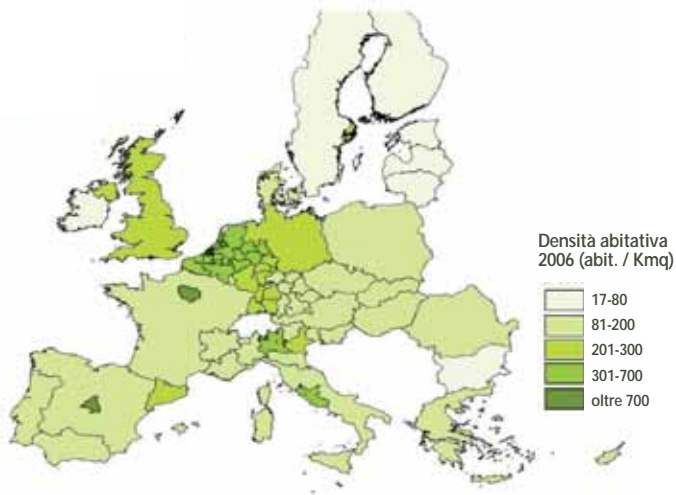 Densità abitativa
2006 (abit. / Kmq)
17-80
81-200
201-300
301-700
oltre 700